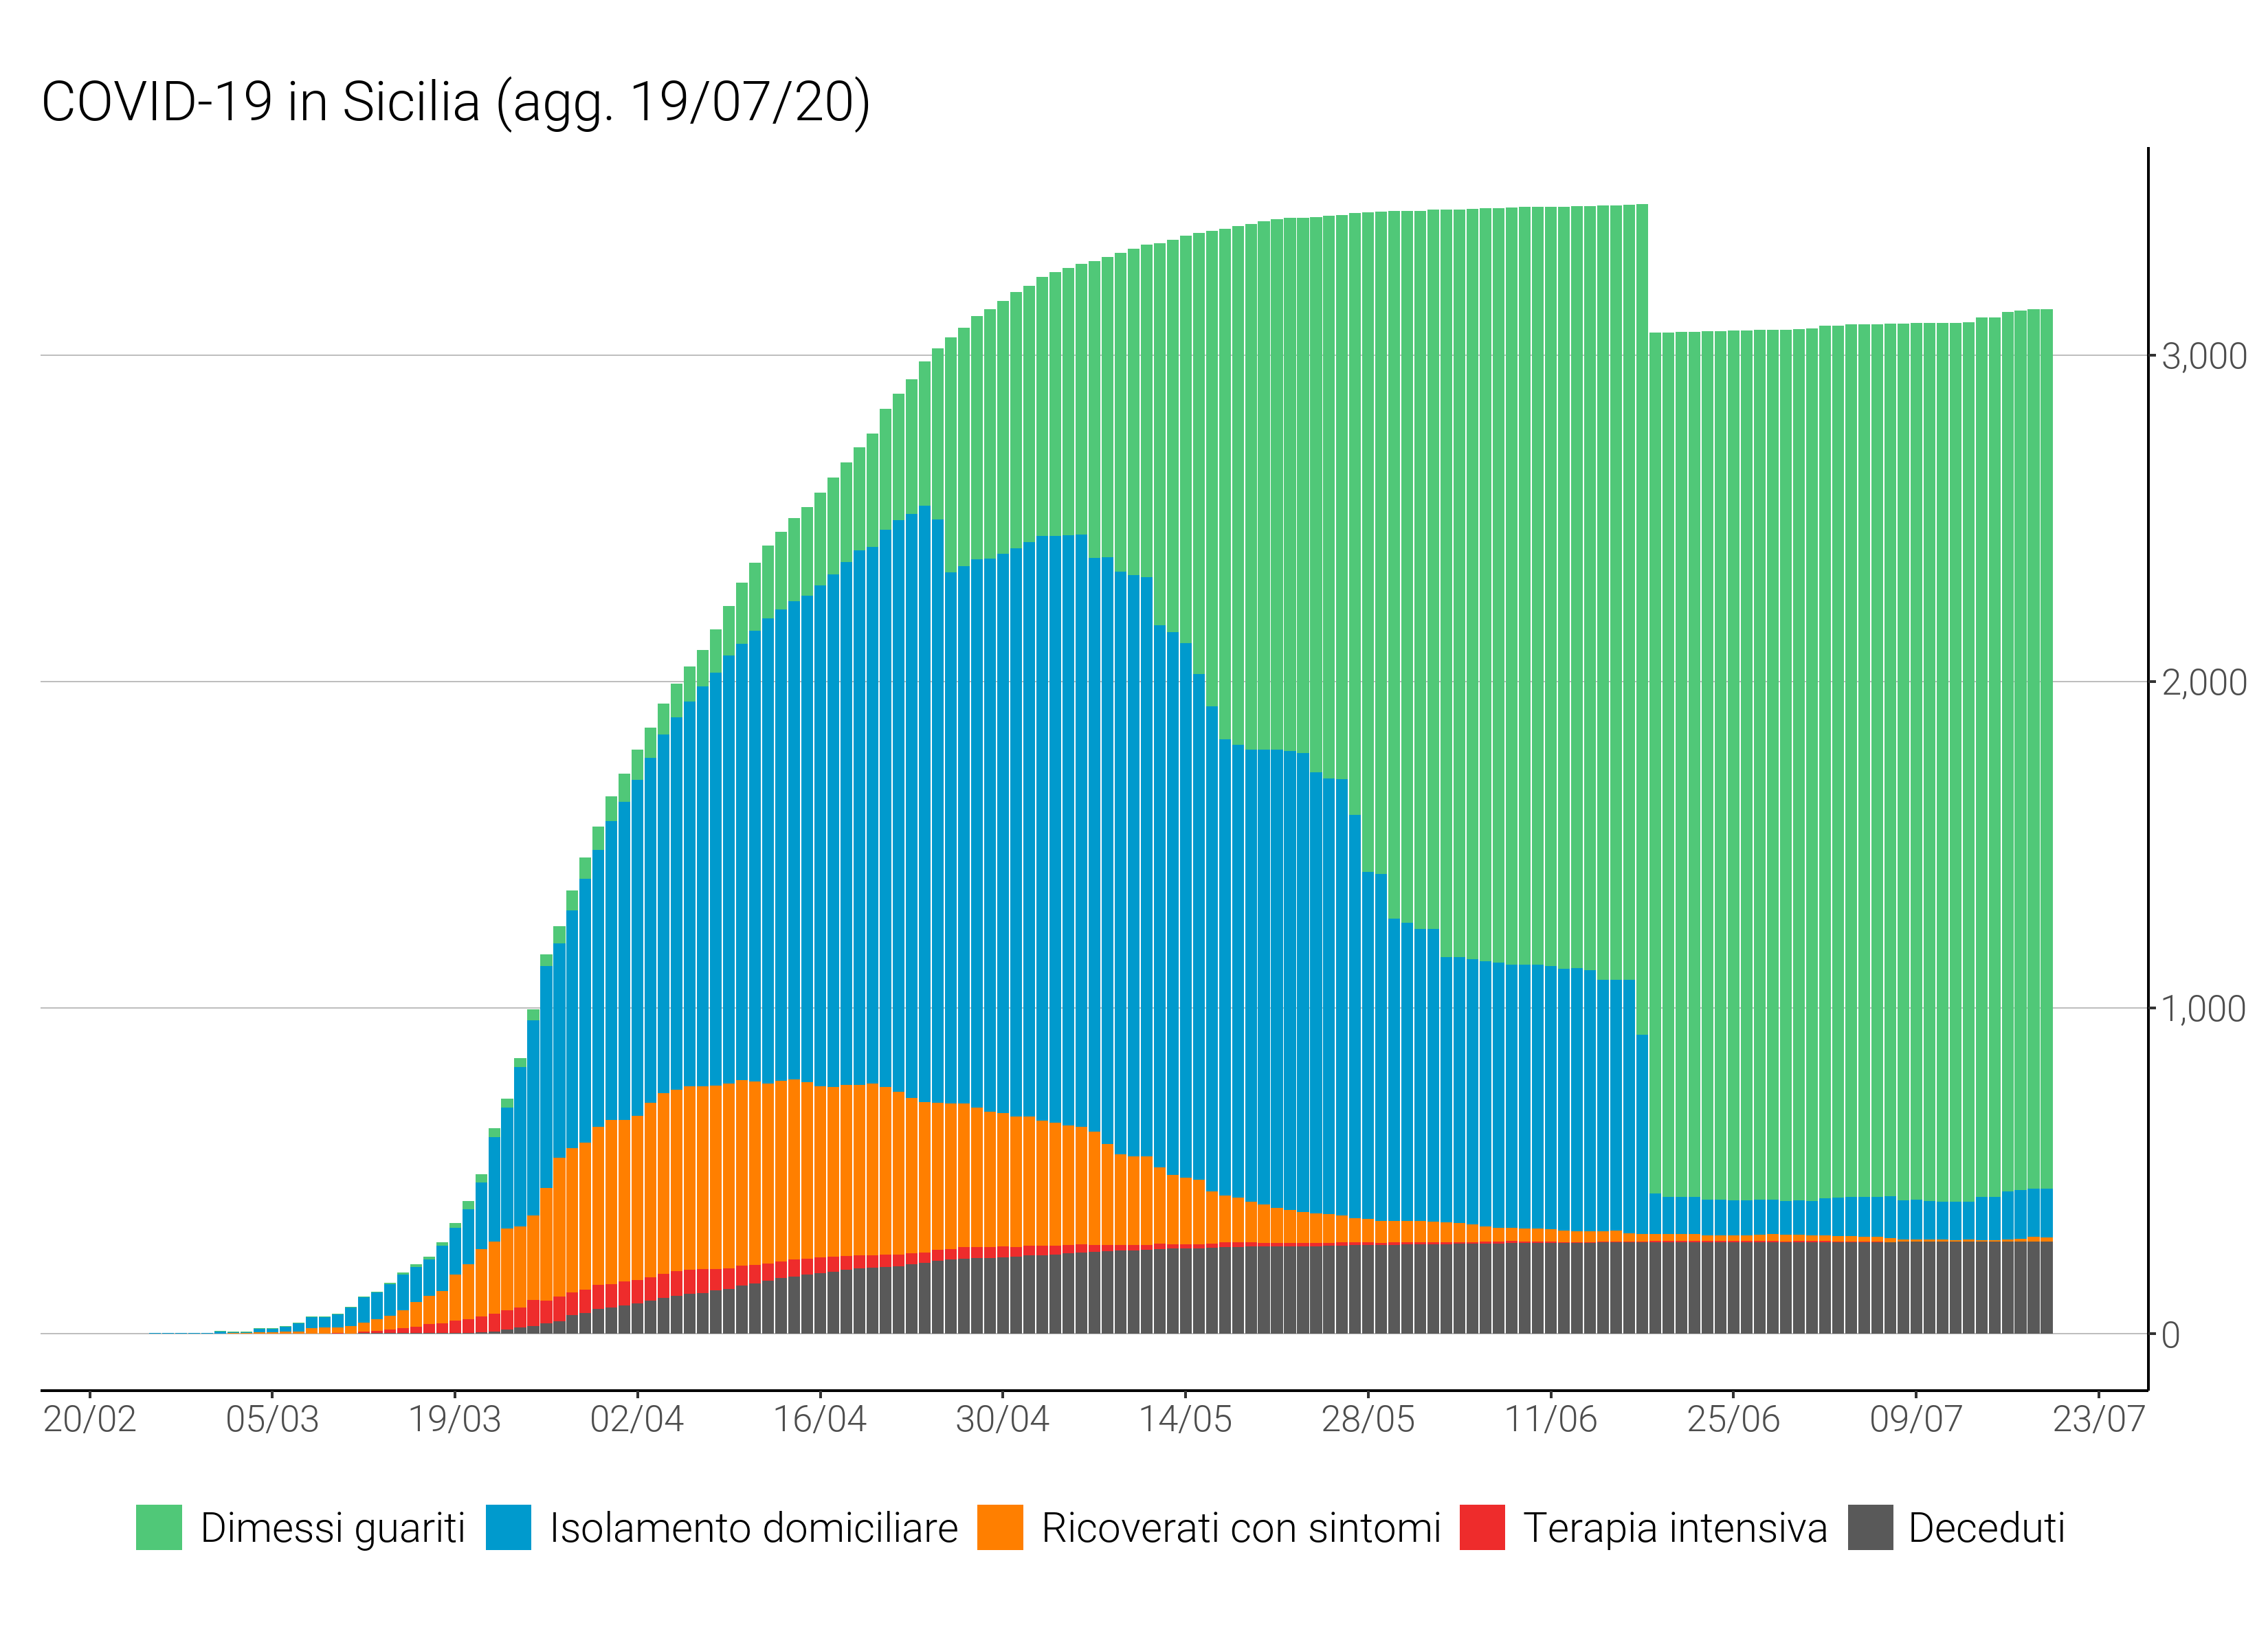 COVID-19 in Sicilia (agg. 19/07/20)
3,000
2,000
1,000
0
20/02 05/03 19/03 02/04 16/04 30/04 14/05 28/05 11/06 25/06 09/07 23/07
Dimessi guariti Isolamento domiciliare Ricoverati con sintomi Terapia intensiva Deceduti